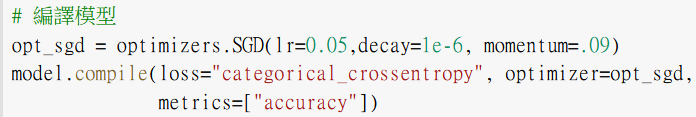 # 編譯模型
opt_sgd = optimizers.SGD(lr=0.05,decay=1e-6, momentum=.09)
model.compile(loss="categorical_crossentropy", optimizer=opt_sgd,
metrics=["accuracy"])